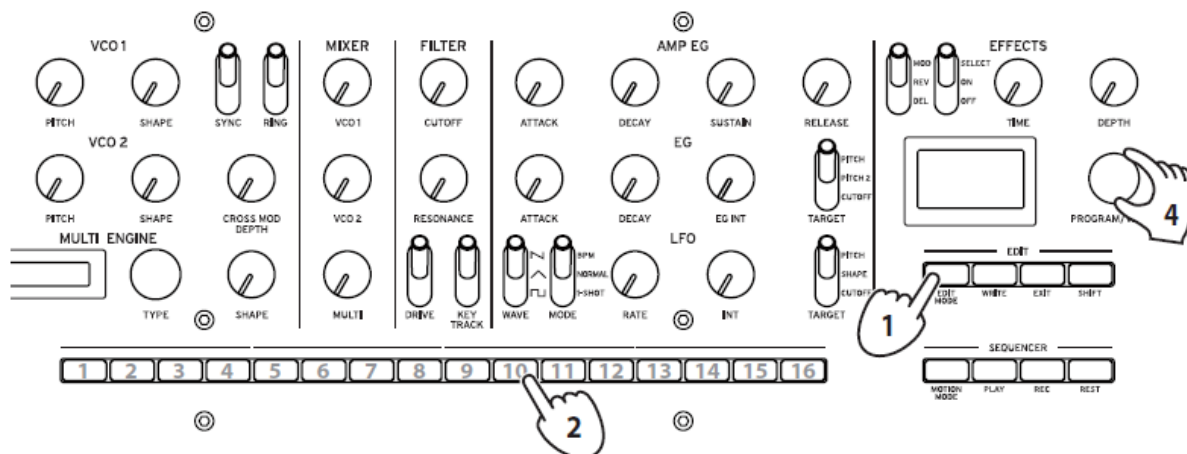 VCO 1
PITCH
SHAPE
SYNC
RING
VCO 2
PITCH
SHAPE
CROSS MOD
DEPTH
MULTI ENGINE
TYPE
SHAPE
MIXER
VCO 1
VCO 2
MULTI
FILTER
CUTOFF
RESONANCE
DRIVE
KEY
TRACK
AMP EG
ATTACK
DECAY
SUSTAIN
RELEASE
EG
ATTACK
DECAY
EG INT
PITCH
PITCH 2
CUTOFF
TARGET
LFO
WAVE
BPM
NORMAL
1-SHOT
MODE
RATE
INT
PITCH
SHAPE
CUTOFF
TARGET
EFFECTS
MOD
REV
DEL
SELECT
ON
OFF
TIME
DEPTH
PROGRAM/
4
EDIT
EDIT
MODE
WRITE
EXIT
SHIFT
1
SEQUENCER
MOTION
MODE
PLAY
REC
REST
1 2 3 4 5 6 7 8 9 10 11 12 13 14 15 16
2